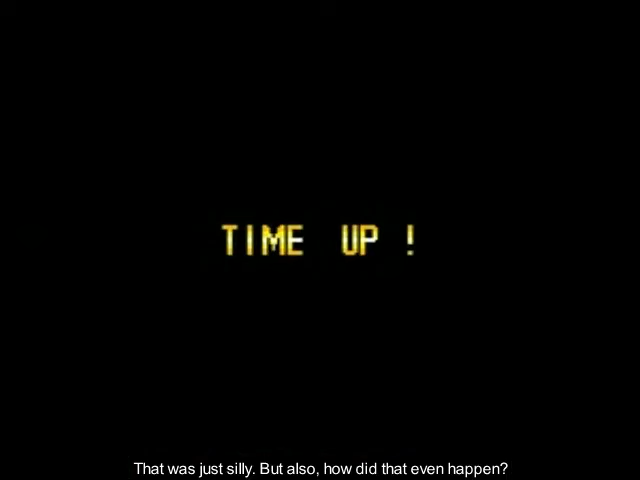 TIME UP !
That was just silly. But also, how did that even happen?